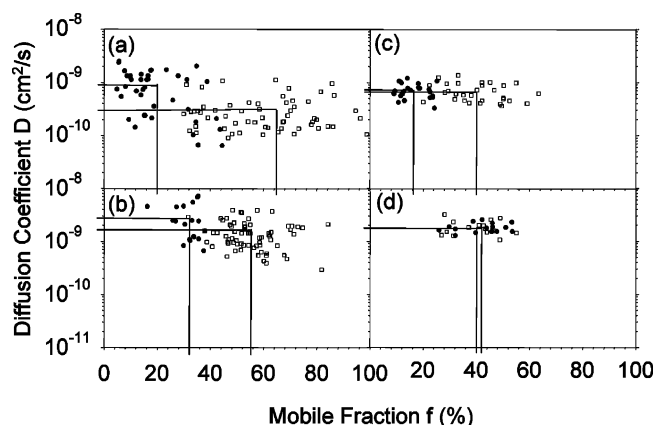 Diffusion Coefficient D (cm²/s)
10⁻⁸
10⁻⁹
10⁻¹⁰
10⁻⁸
10⁻⁹
10⁻¹⁰
10⁻¹¹
(a)
(c)
(b)
(d)
0 20 40 60 80 100 20 40 60 80 100
Mobile Fraction f (%)